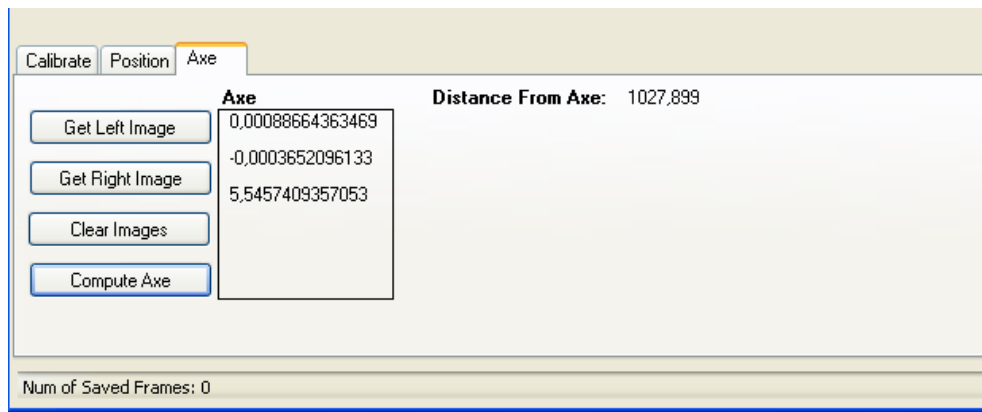 Calibrate Position Axe
Axe Distance From Axe: 1027,899
Get Left Image 0,00088664363469
-0,0003652096133
Get Right Image
5,5457409357053
Clear Images
Compute Axe
Num of Saved Frames: 0